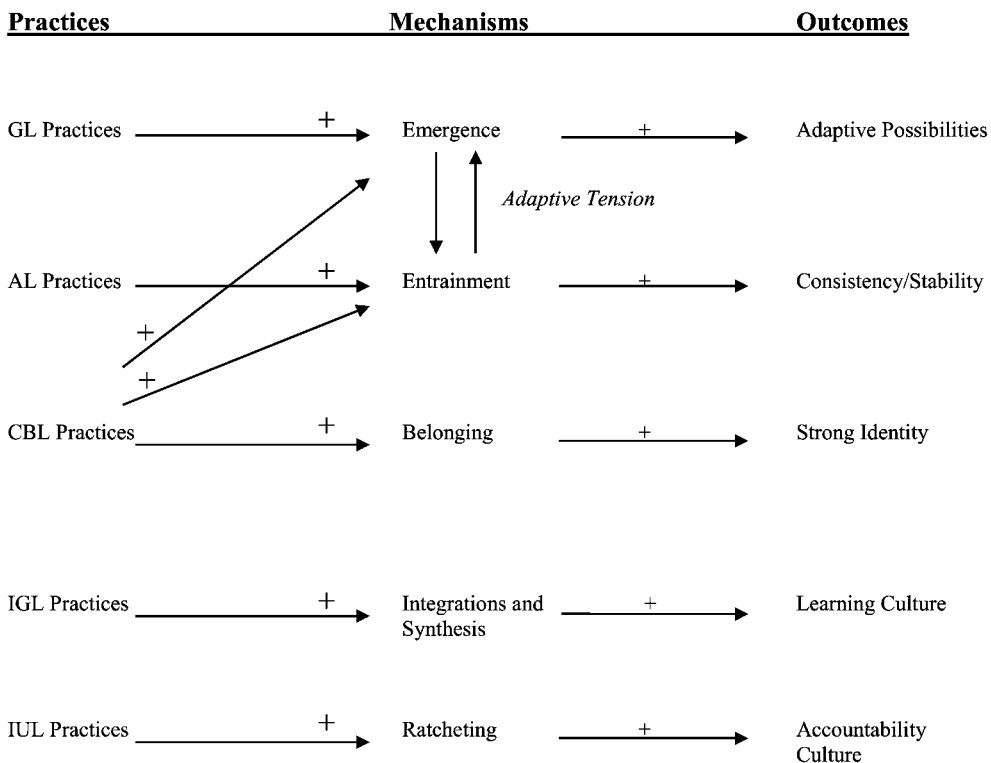 Practices Mechanisms Outcomes
GL Practices + Emergence + Adaptive Possibilities
Adaptive Tension
AL Practices + Entrainment + Consistency/Stability
+
+
CBL Practices + Belonging + Strong Identity
IGL Practices + Integrations and + Learning Culture
Synthesis
IUL Practices + Ratcheting + Accountability
Culture